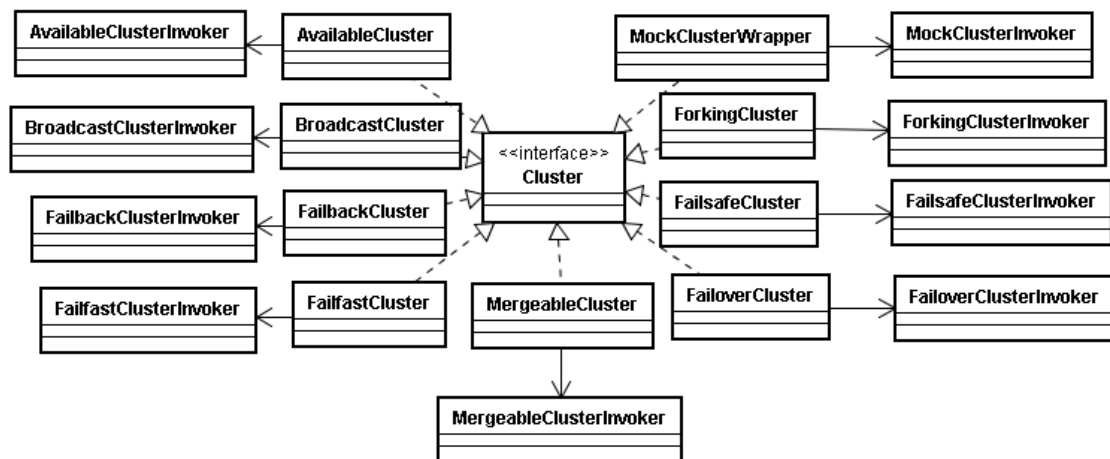 AvailableClusterInvoker
AvailableCluster
MockClusterWrapper
MockClusterInvoker
BroadcastClusterInvoker
BroadcastCluster
<<interface>>
Cluster
ForkingCluster
ForkingClusterInvoker
FailbackClusterInvoker
FailbackCluster
FailsafeCluster
FailsafeClusterInvoker
FailfastClusterInvoker
FailfastCluster
MergeableCluster
FailoverCluster
FailoverClusterInvoker
MergeableClusterInvoker